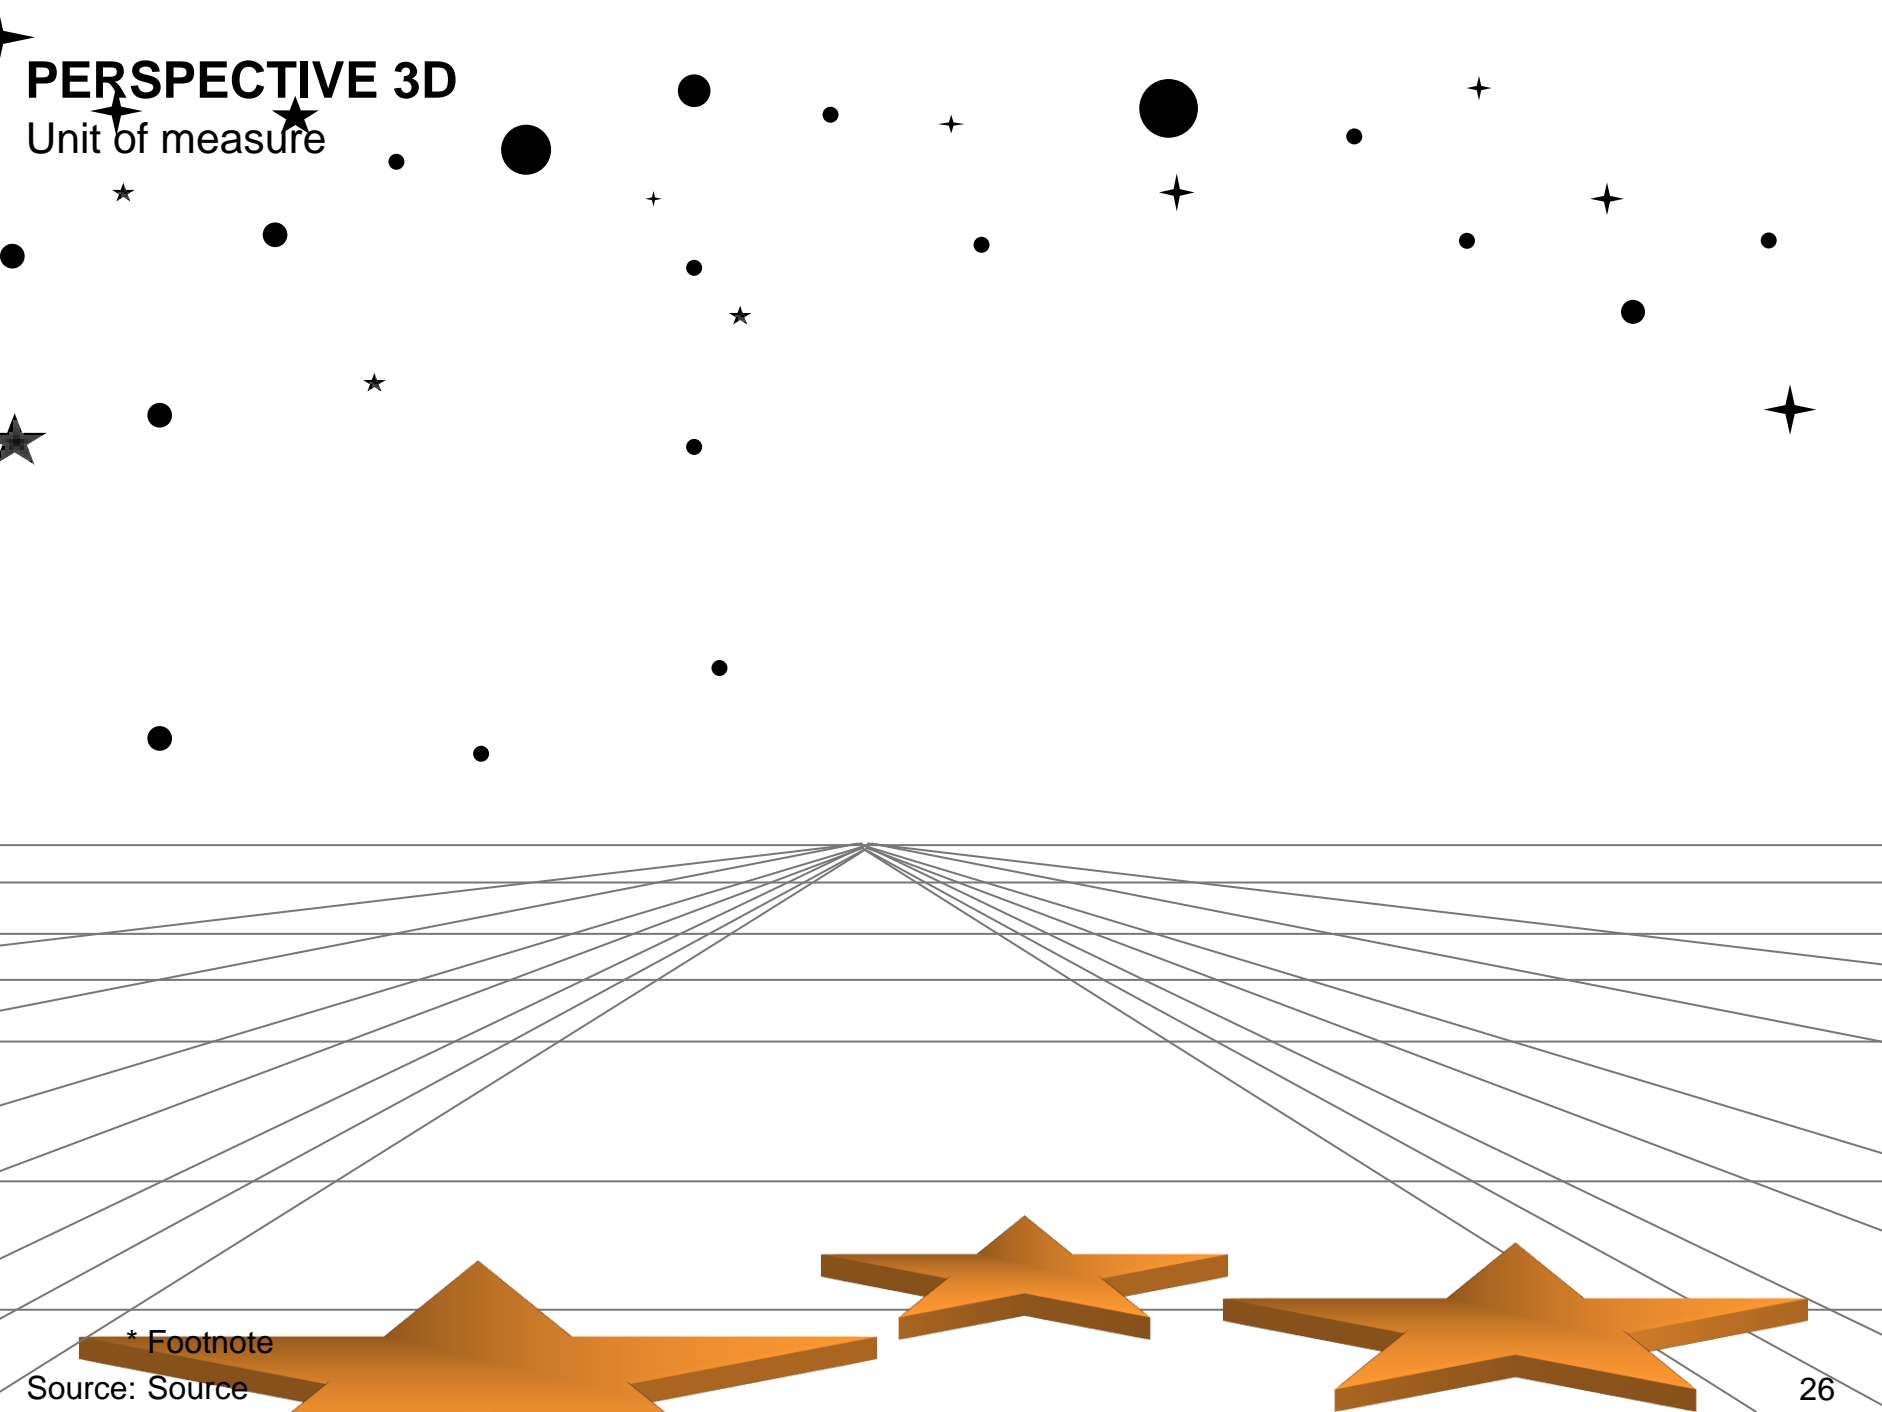 PERSPECTIVE 3D
Unit of measure
* Footnote
Source: Source
26